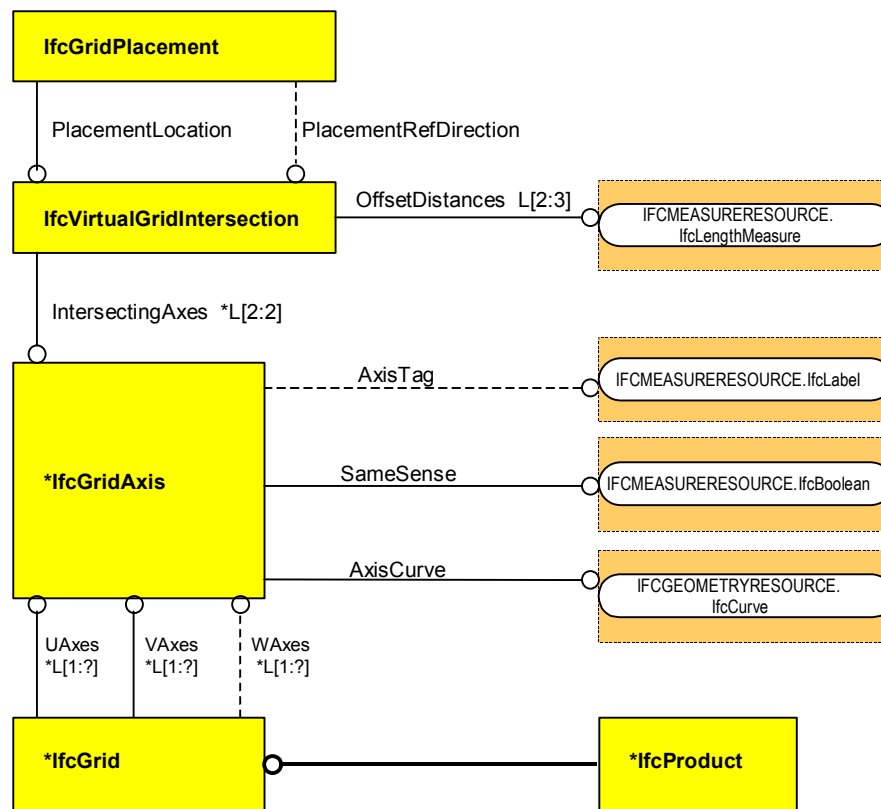 IfcGridPlacement
PlacementLocation
PlacementRefDirection
IfcVirtualGridIntersection
OffsetDistances L[2:3]
IFCMEASURERESOURCE.
IfcLengthMeasure
IntersectingAxes *L[2:2]
*IfcGridAxis
AxisTag
IFCMEASURERESOURCE.IfcLabel
SameSense
IFCMEASURERESOURCE.IfcBoolean
AxisCurve
IFCGEOMETRYRESOURCE.
IfcCurve
UAxes
*L[1:?]
VAxes
*L[1:?]
WAxes
*L[1:?]
*IfcGrid
*IfcProduct